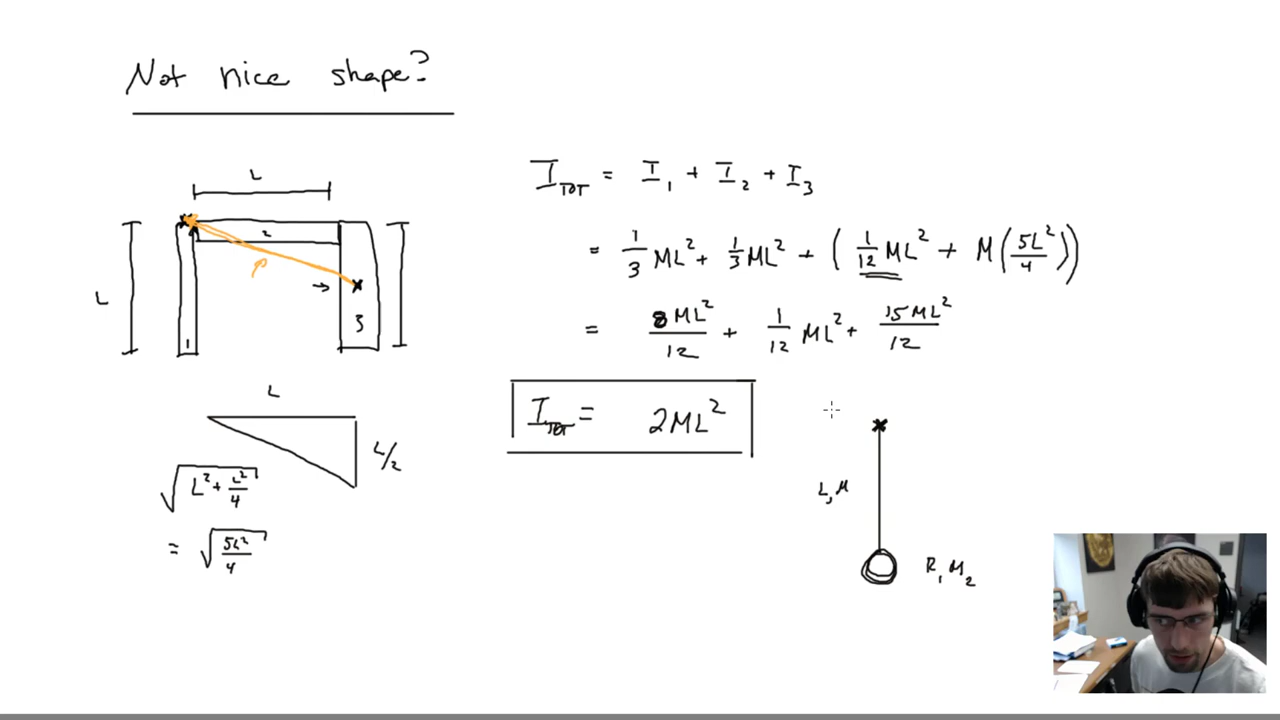 Not nice shape?
L
I_TOT = I_1 + I_2 + I_3
2
= 1/3 ML² + 1/3 ML² + (1/12 ML² + M(5L²/4))
L
3
1
= 8ML²/12 + 1/12 ML² + 15ML²/12
L
I_TOT = 2ML²
L/2
√(L² + L²/4)
L, M
= √(5L²/4)
R, M_2